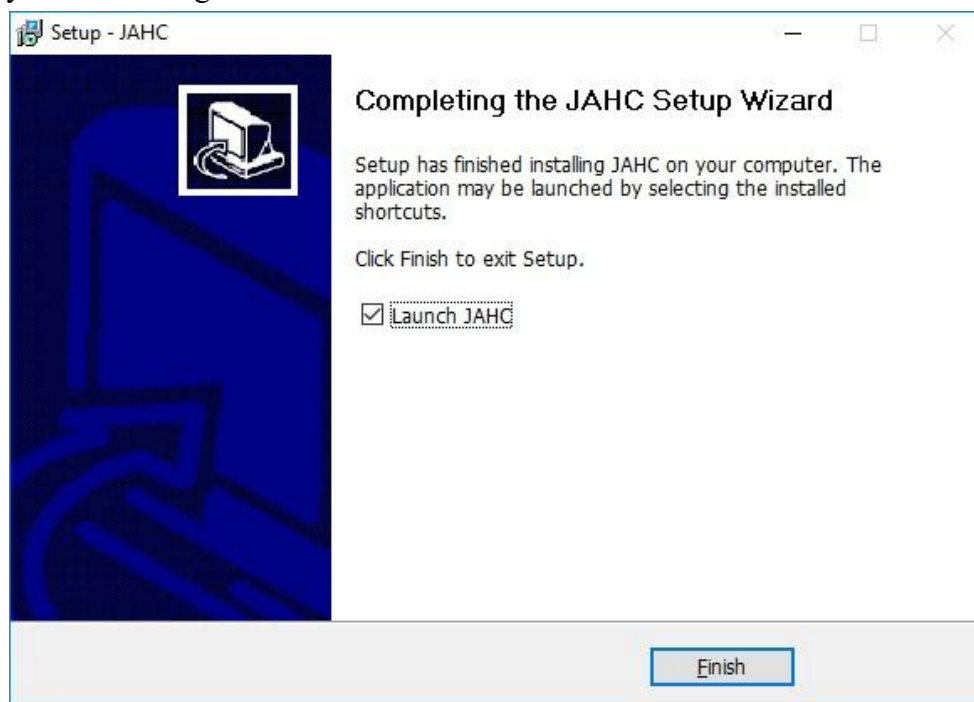 Setup - JAHC
Completing the JAHC Setup Wizard
Setup has finished installing JAHC on your computer. The
application may be launched by selecting the installed
shortcuts.
Click Finish to exit Setup.
Launch JAHC
Finish